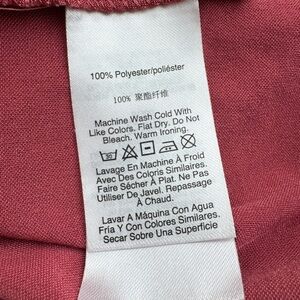 100% Polyester/poliéster
100% 聚酯纤维
Machine Wash Cold With
Like Colors. Flat Dry. Do Not
Bleach. Warm Ironing.
Lavage En Machine À Froid
Avec Des Coloris Similaires.
Faire Sécher À Plat. Ne Pas
Utiliser De Javel. Repassage
À Chaud.
Lavar A Máquina Con Agua
Fría Y Con Colores Similares.
Secar Sobre Una Superficie